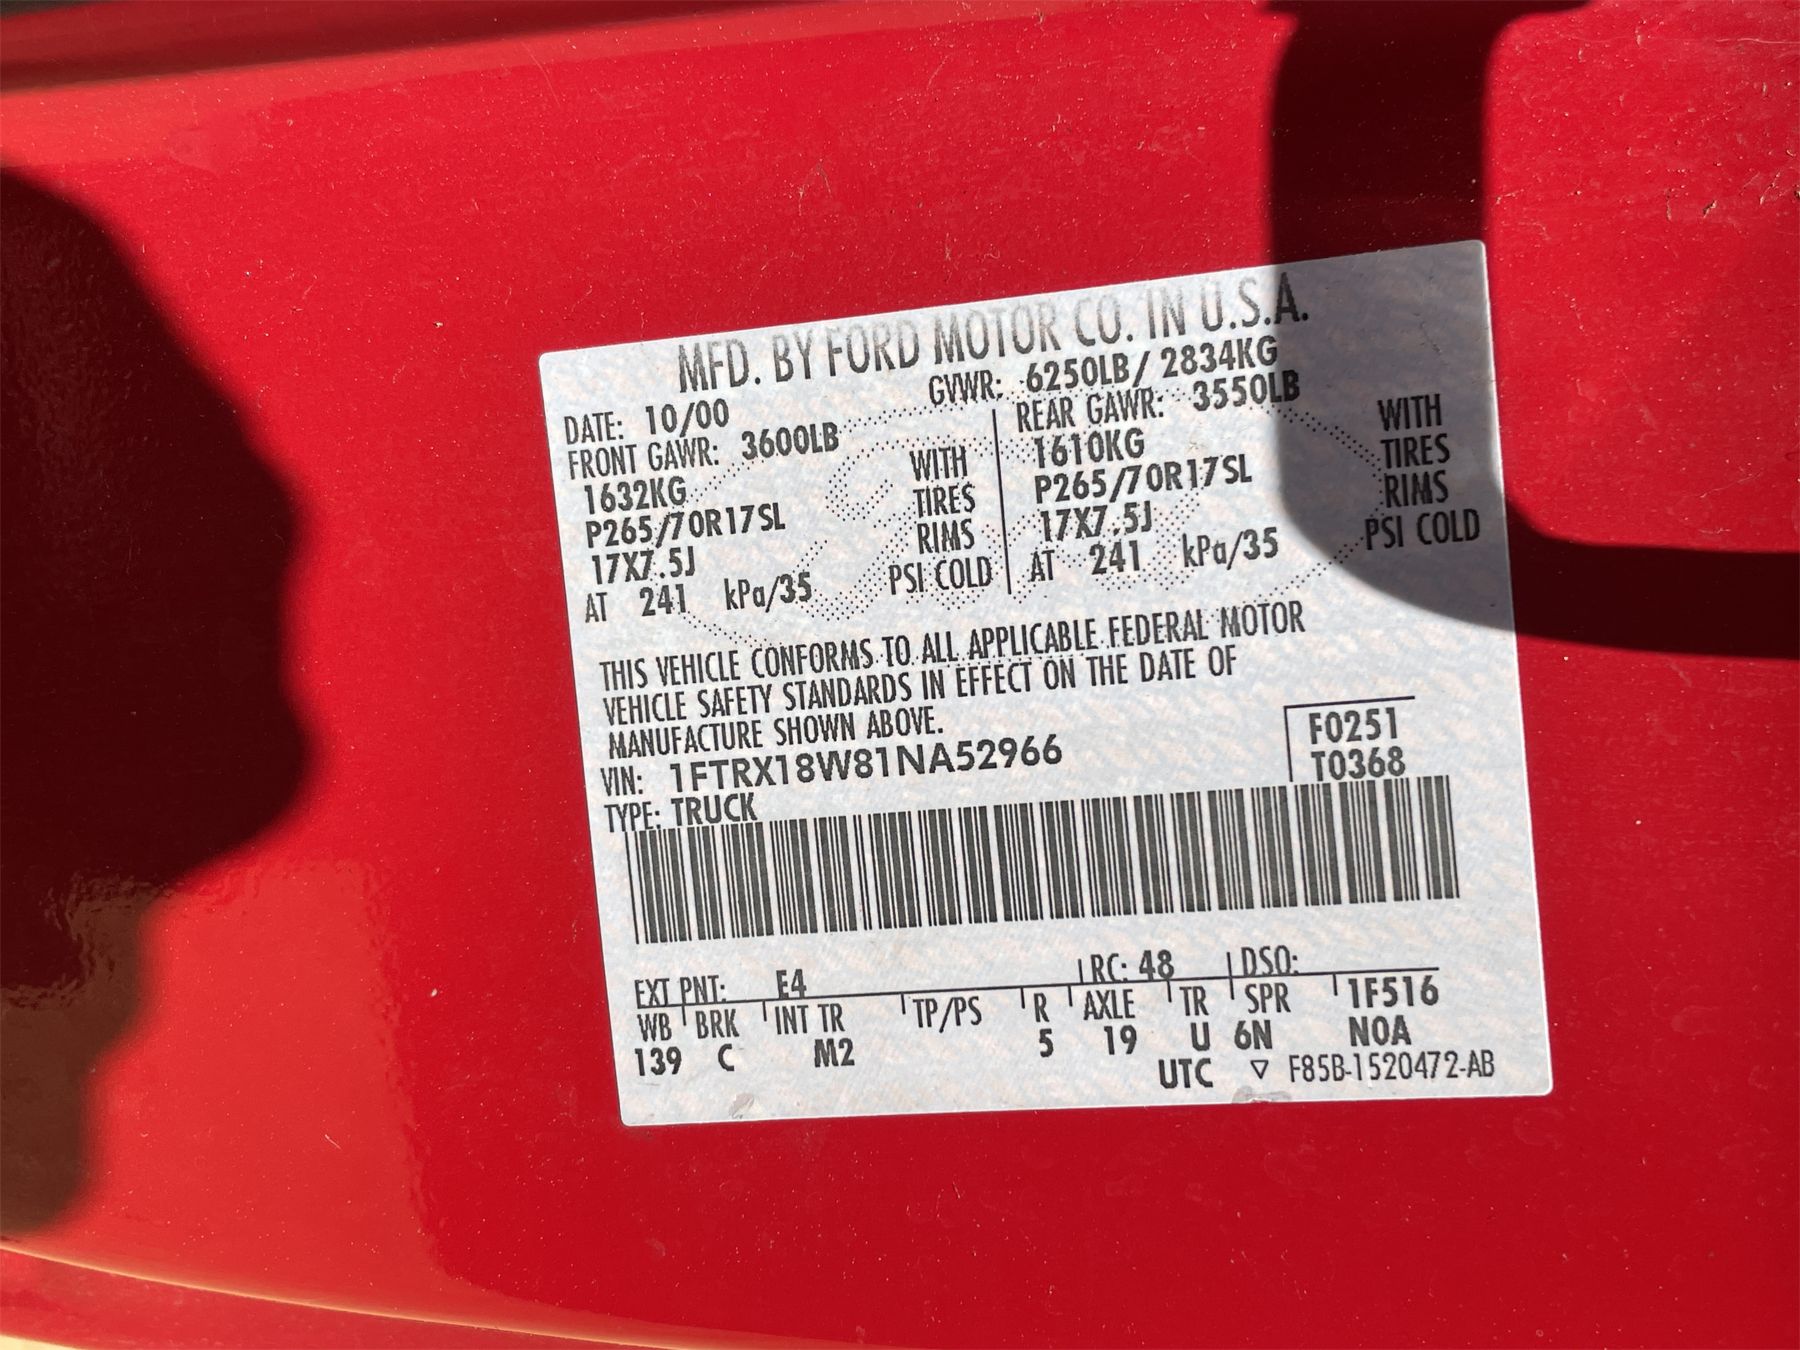 MFD. BY FORD MOTOR CO. IN U.S.A.
DATE: 10/00 GVWR: 6250LB/ 2834KG
FRONT GAWR: 3600LB REAR GAWR: 3550LB
1632KG WITH 1610KG WITH
P265/70R17SL TIRES P265/70R17SL TIRES
17X7.5J RIMS 17X7.5J RIMS
AT 241 kPa/35 PSI COLD AT 241 kPa/35 PSI COLD
THIS VEHICLE CONFORMS TO ALL APPLICABLE FEDERAL MOTOR
VEHICLE SAFETY STANDARDS IN EFFECT ON THE DATE OF
MANUFACTURE SHOWN ABOVE.
VIN: 1FTRX18W81NA52966 F0251
TYPE: TRUCK T0368
EXT PNT: E4 RC: 48 DSO:
WB BRK INT TR TP/PS R AXLE TR SPR 1F516
139 C M2 5 19 U 6N NOA
UTC ▽ F85B-1520472-AB